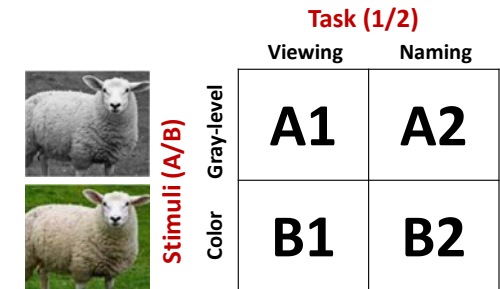 Task (1/2)
Viewing Naming
Stimuli (A/B)
Gray-level
A1 A2
Color
B1 B2